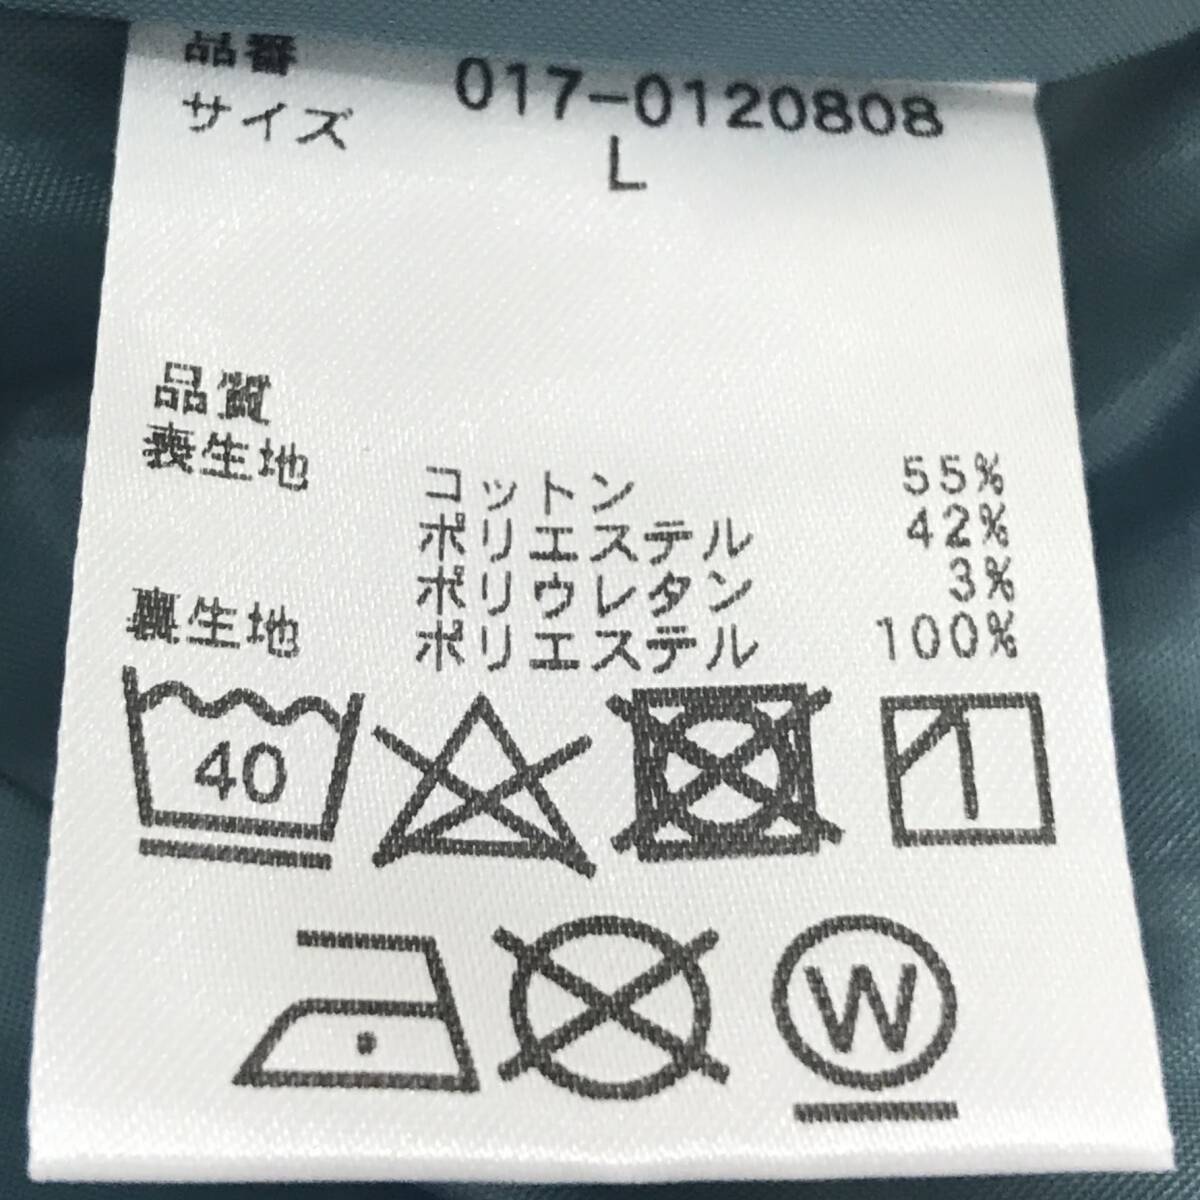 品番 017-0120808
サイズ L
品質
表生地 コットン 55%
ポリエステル 42%
ポリウレタン 3%
裏生地 ポリエステル 100%
40
W